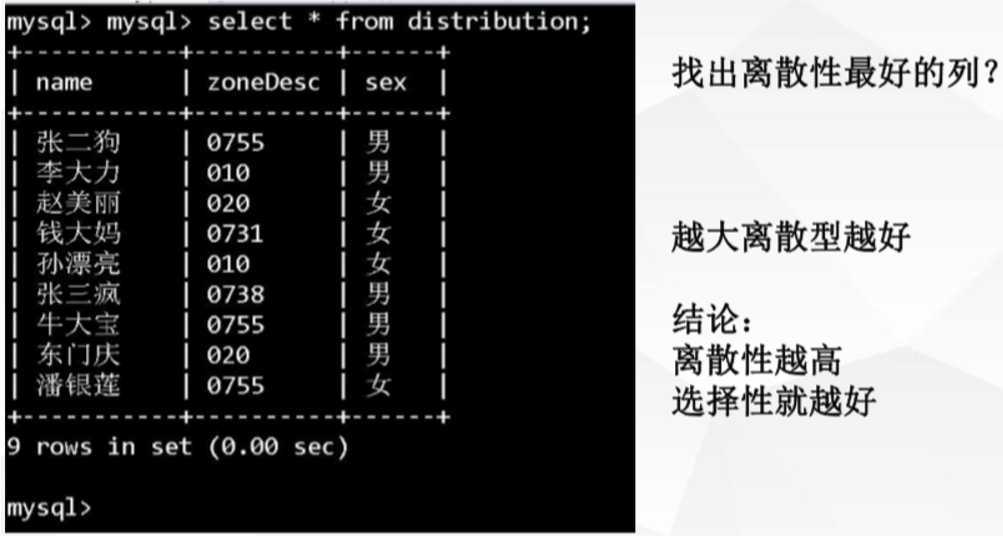 mysql> mysql> select * from distribution;
+-----------+----------+------+
| name | zoneDesc | sex |
+-----------+----------+------+
| 张二狗 | 0755 | 男 |
| 李大力 | 010 | 男 |
| 赵美丽 | 020 | 女 |
| 钱大妈 | 0731 | 女 |
| 孙漂亮 | 010 | 女 |
| 张三疯 | 0738 | 男 |
| 牛大宝 | 0755 | 男 |
| 东门庆 | 020 | 男 |
| 潘银莲 | 0755 | 女 |
+-----------+----------+------+
9 rows in set (0.00 sec)
mysql>
找出离散性最好的列？
越大离散型越好
结论：
离散性越高
选择性就越好